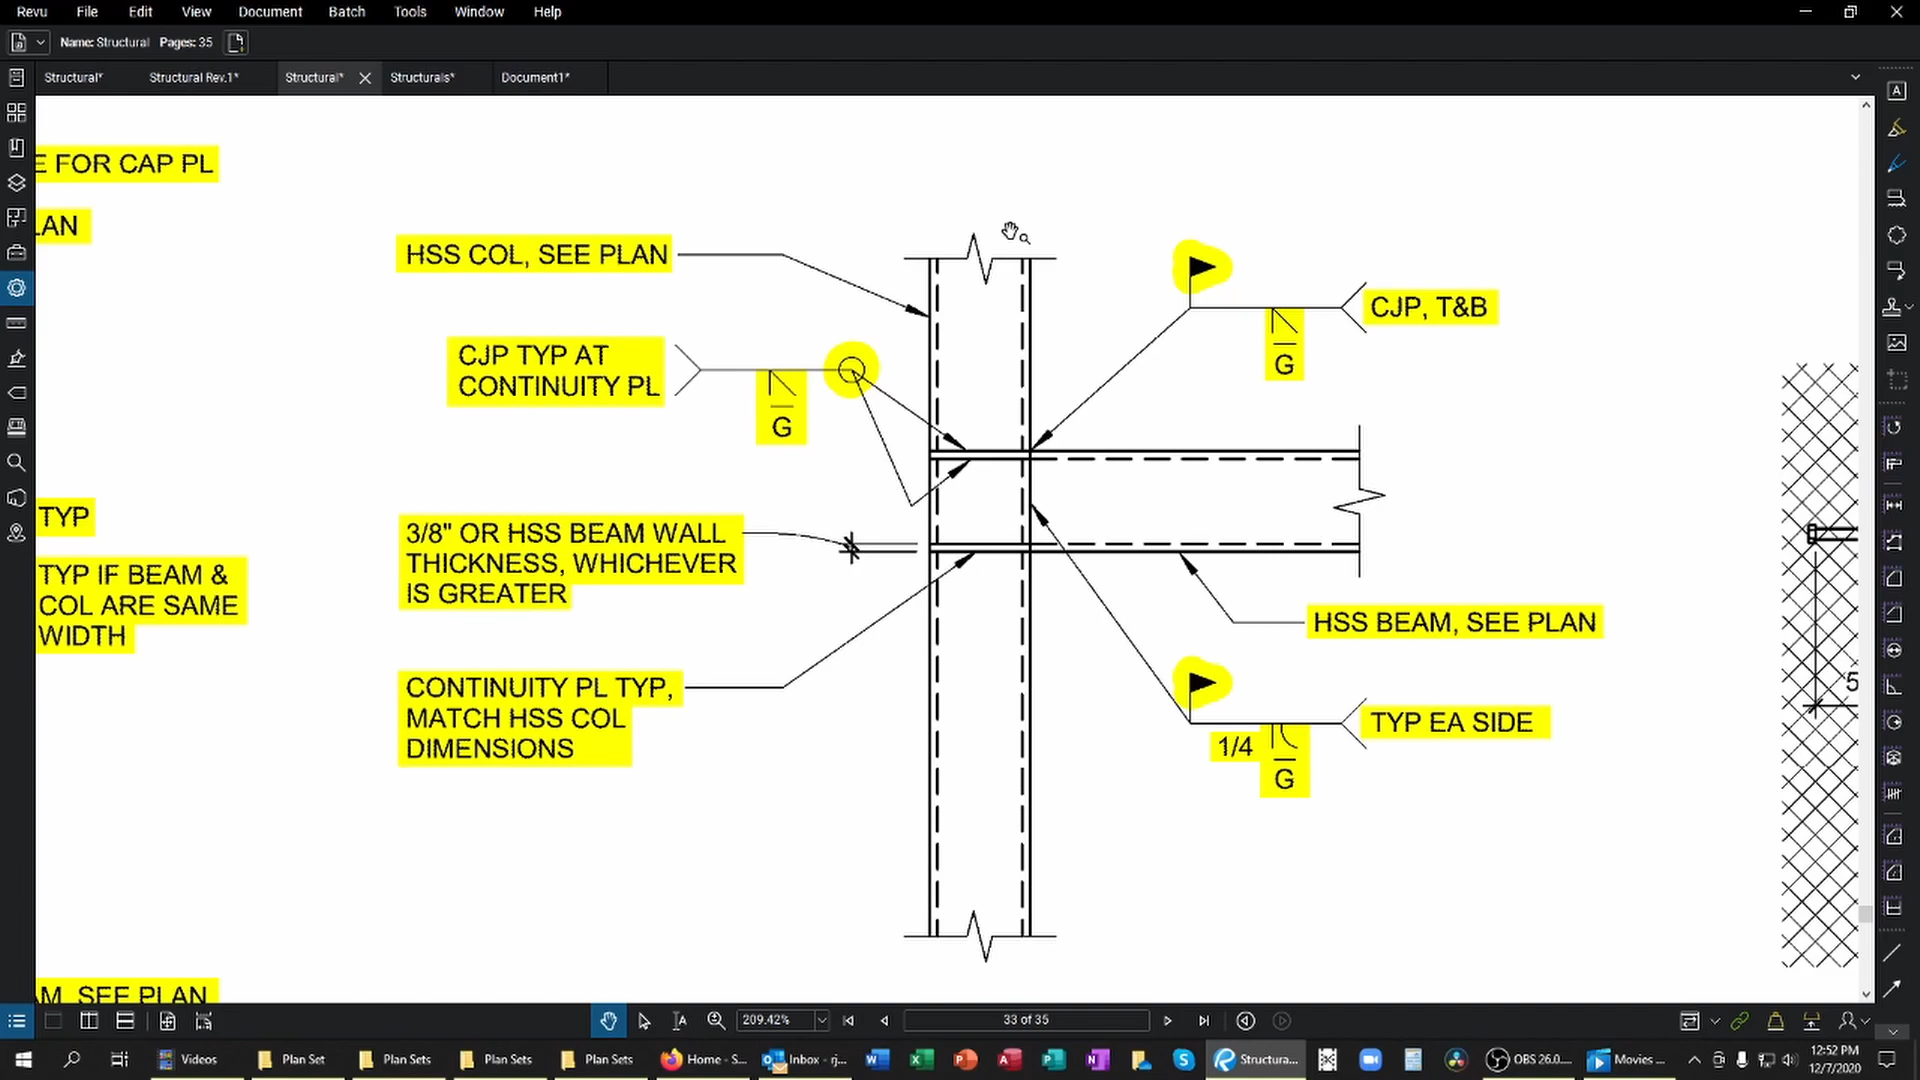 Revu File Edit View Document Batch Tools Window Help
Name: Structural Pages: 35
Structural* Structural Rev.1* Structural* Structurals* Document1*
E FOR CAP PL
LAN
HSS COL, SEE PLAN
CJP, T&B
G
CJP TYP AT
CONTINUITY PL
G
3/8" OR HSS BEAM WALL
THICKNESS, WHICHEVER
IS GREATER
TYP
TYP IF BEAM &
COL ARE SAME
WIDTH
HSS BEAM, SEE PLAN
CONTINUITY PL TYP,
MATCH HSS COL
DIMENSIONS
TYP EA SIDE
1/4
G
5
AM, SEE PLAN
209.42%
33 of 35
Videos Plan Set Plan Sets Plan Sets Plan Sets Home - S... Inbox - rj... Structura... OBS 26.0.... Movies ...
12:52 PM
12/7/2020